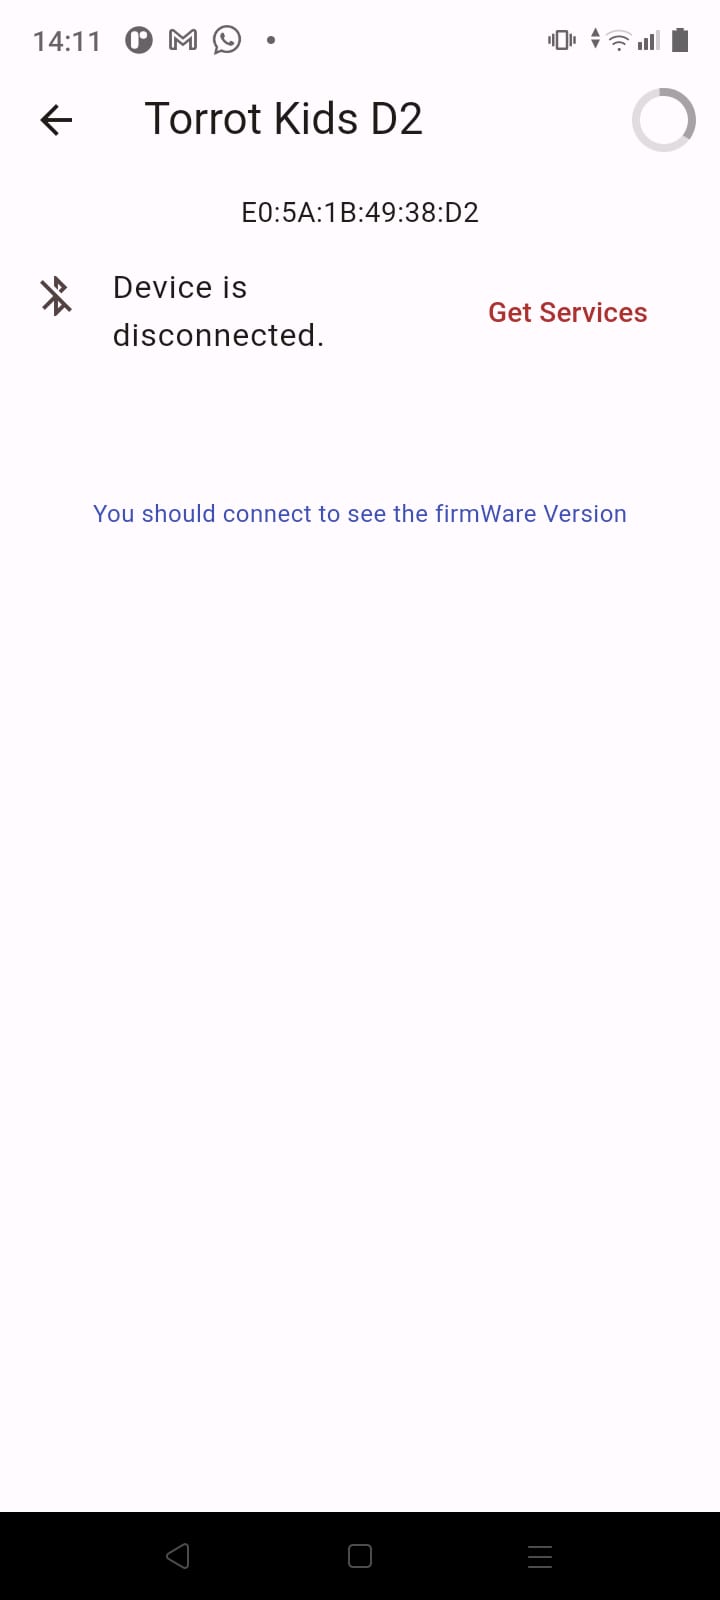 14:11
Torrot Kids D2
E0:5A:1B:49:38:D2
Device is
disconnected.
Get Services
You should connect to see the firmWare Version